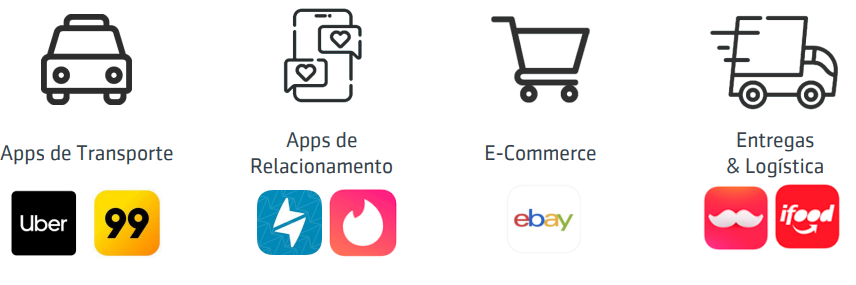 Apps de Transporte
Uber
99
Apps de
Relacionamento
E-Commerce
ebay
Entregas
& Logística
ifood